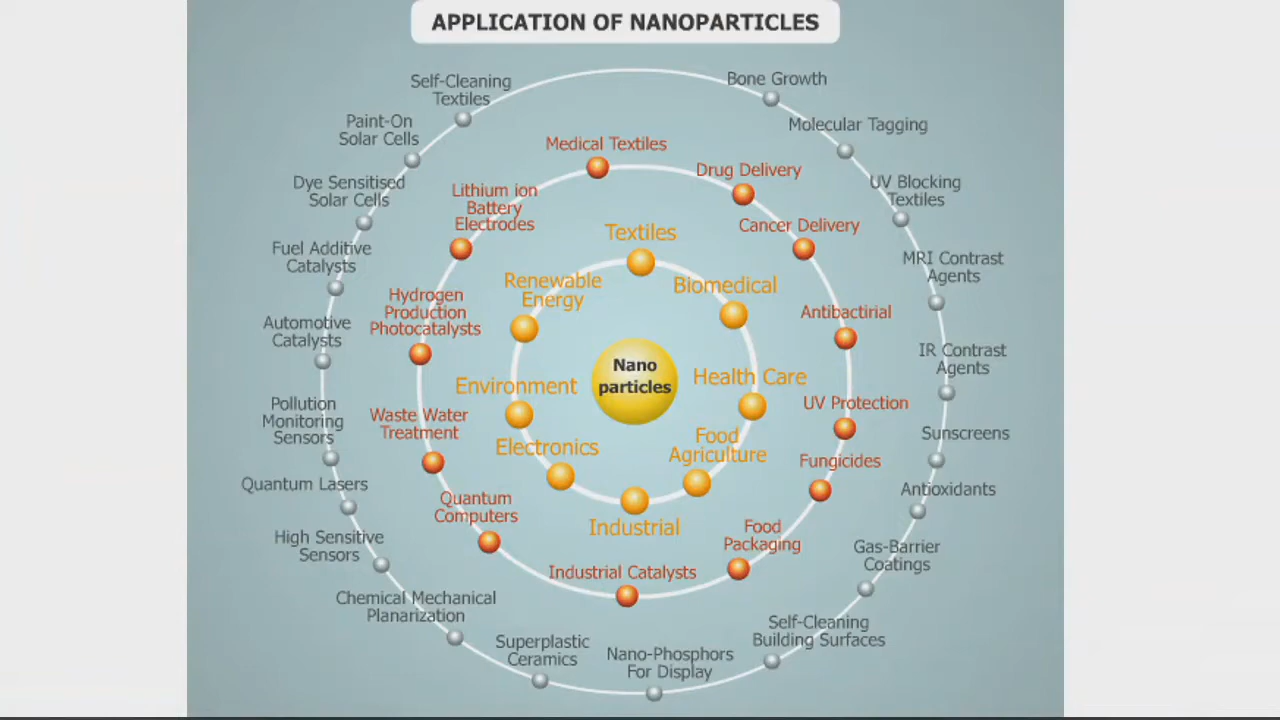 APPLICATION OF NANOPARTICLES
Self-Cleaning
Textiles
Bone Growth
Paint-On
Solar Cells
Molecular Tagging
Medical Textiles
Drug Delivery
Dye Sensitised
Solar Cells
Lithium ion
Battery
Electrodes
UV Blocking
Textiles
Cancer Delivery
Textiles
Fuel Additive
Catalysts
Renewable
Energy
Biomedical
MRI Contrast
Agents
Hydrogen
Production
Photocatalysts
Antibactirial
Automotive
Catalysts
Nano
particles
IR Contrast
Agents
Environment
Health Care
Pollution
Monitoring
Sensors
Waste Water
Treatment
UV Protection
Electronics
Food
Agriculture
Sunscreens
Fungicides
Quantum Lasers
Antioxidants
Quantum
Computers
Industrial
Food
Packaging
High Sensitive
Sensors
Gas-Barrier
Coatings
Industrial Catalysts
Chemical Mechanical
Planarization
Self-Cleaning
Building Surfaces
Superplastic
Ceramics
Nano-Phosphors
For Display